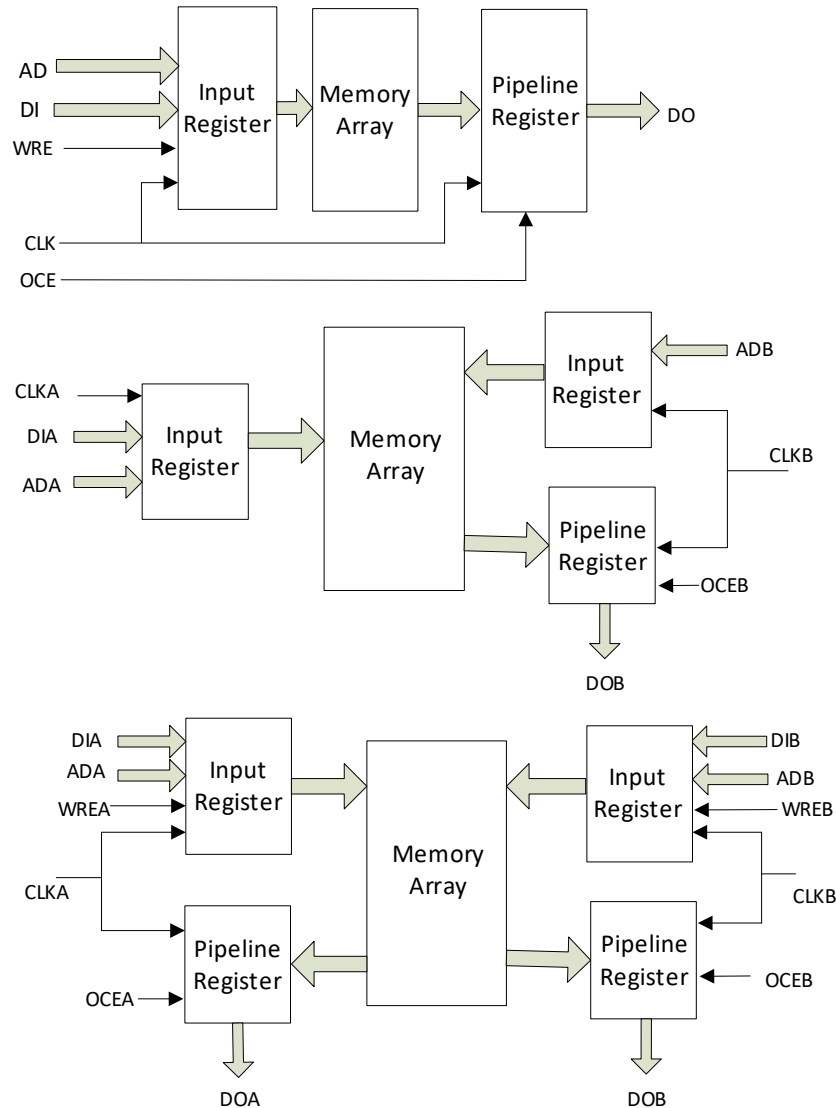 AD
DI
WRE
CLK
OCE
Input
Register
Memory
Array
Pipeline
Register
DO
CLKA
DIA
ADA
Input
Register
Memory
Array
Input
Register
ADB
CLKB
Pipeline
Register
OCEB
DOB
DIA
ADA
WREA
CLKA
OCEA
Input
Register
Pipeline
Register
DOA
Memory
Array
Input
Register
DIB
ADB
WREB
CLKB
Pipeline
Register
OCEB
DOB